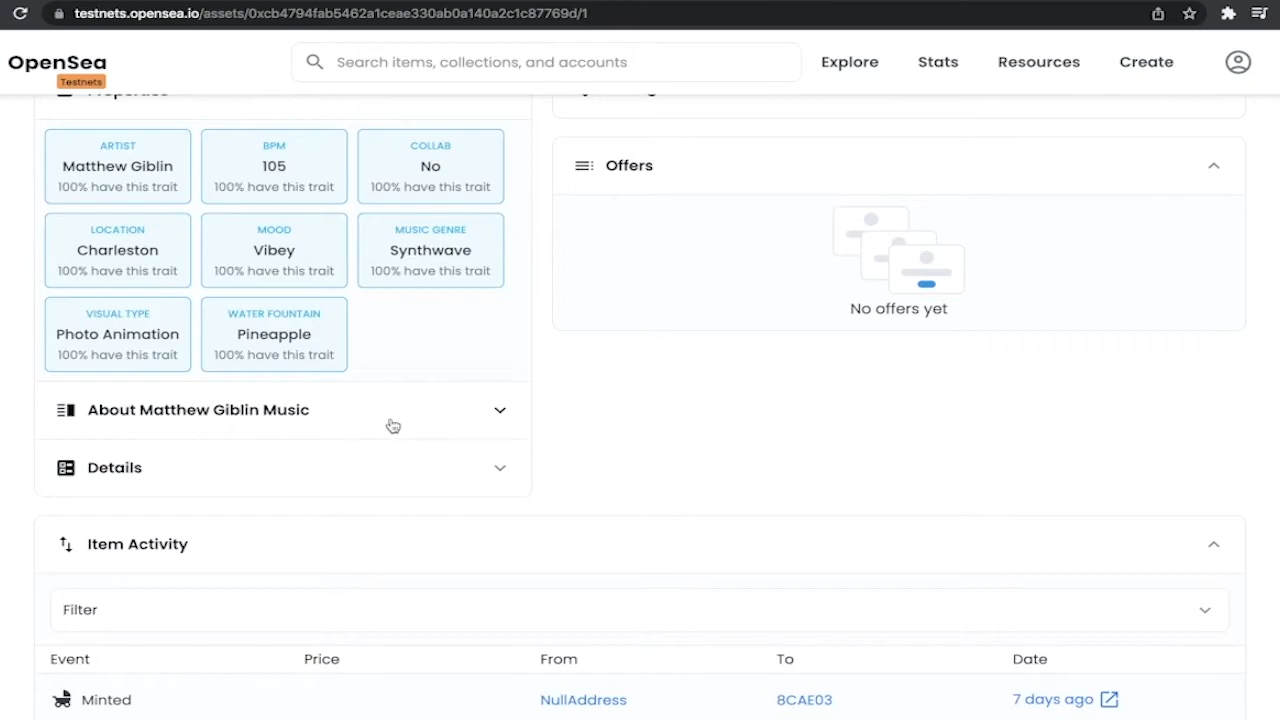 testnets.opensea.io/assets/0xcb4794fab5462a1ceae330ab0a140a2c1c87769d/1
OpenSea
Testnets
Search items, collections, and accounts
Explore
Stats
Resources
Create
Properties
ARTIST
Matthew Giblin
100% have this trait
BPM
105
100% have this trait
COLLAB
No
100% have this trait
LOCATION
Charleston
100% have this trait
MOOD
Vibey
100% have this trait
MUSIC GENRE
Synthwave
100% have this trait
VISUAL TYPE
Photo Animation
100% have this trait
WATER FOUNTAIN
Pineapple
100% have this trait
About Matthew Giblin Music
Details
Offers
No offers yet
Item Activity
Filter
Event Price From To Date
Minted NullAddress 8CAE03 7 days ago